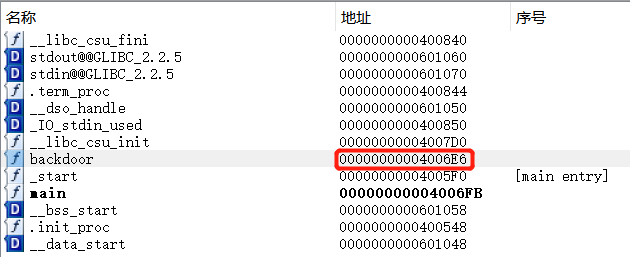 名称 地址 序号
f __libc_csu_fini 0000000000400840
D stdout@@GLIBC_2.2.5 0000000000601060
D stdin@@GLIBC_2.2.5 0000000000601070
f .term_proc 0000000000400844
D __dso_handle 0000000000601050
D _IO_stdin_used 0000000000400850
f __libc_csu_init 00000000004007D0
f backdoor 00000000004006E6
f _start 00000000004005F0 [main entry]
f main 00000000004006FB
D __bss_start 0000000000601058
f .init_proc 0000000000400548
D __data_start 0000000000601048